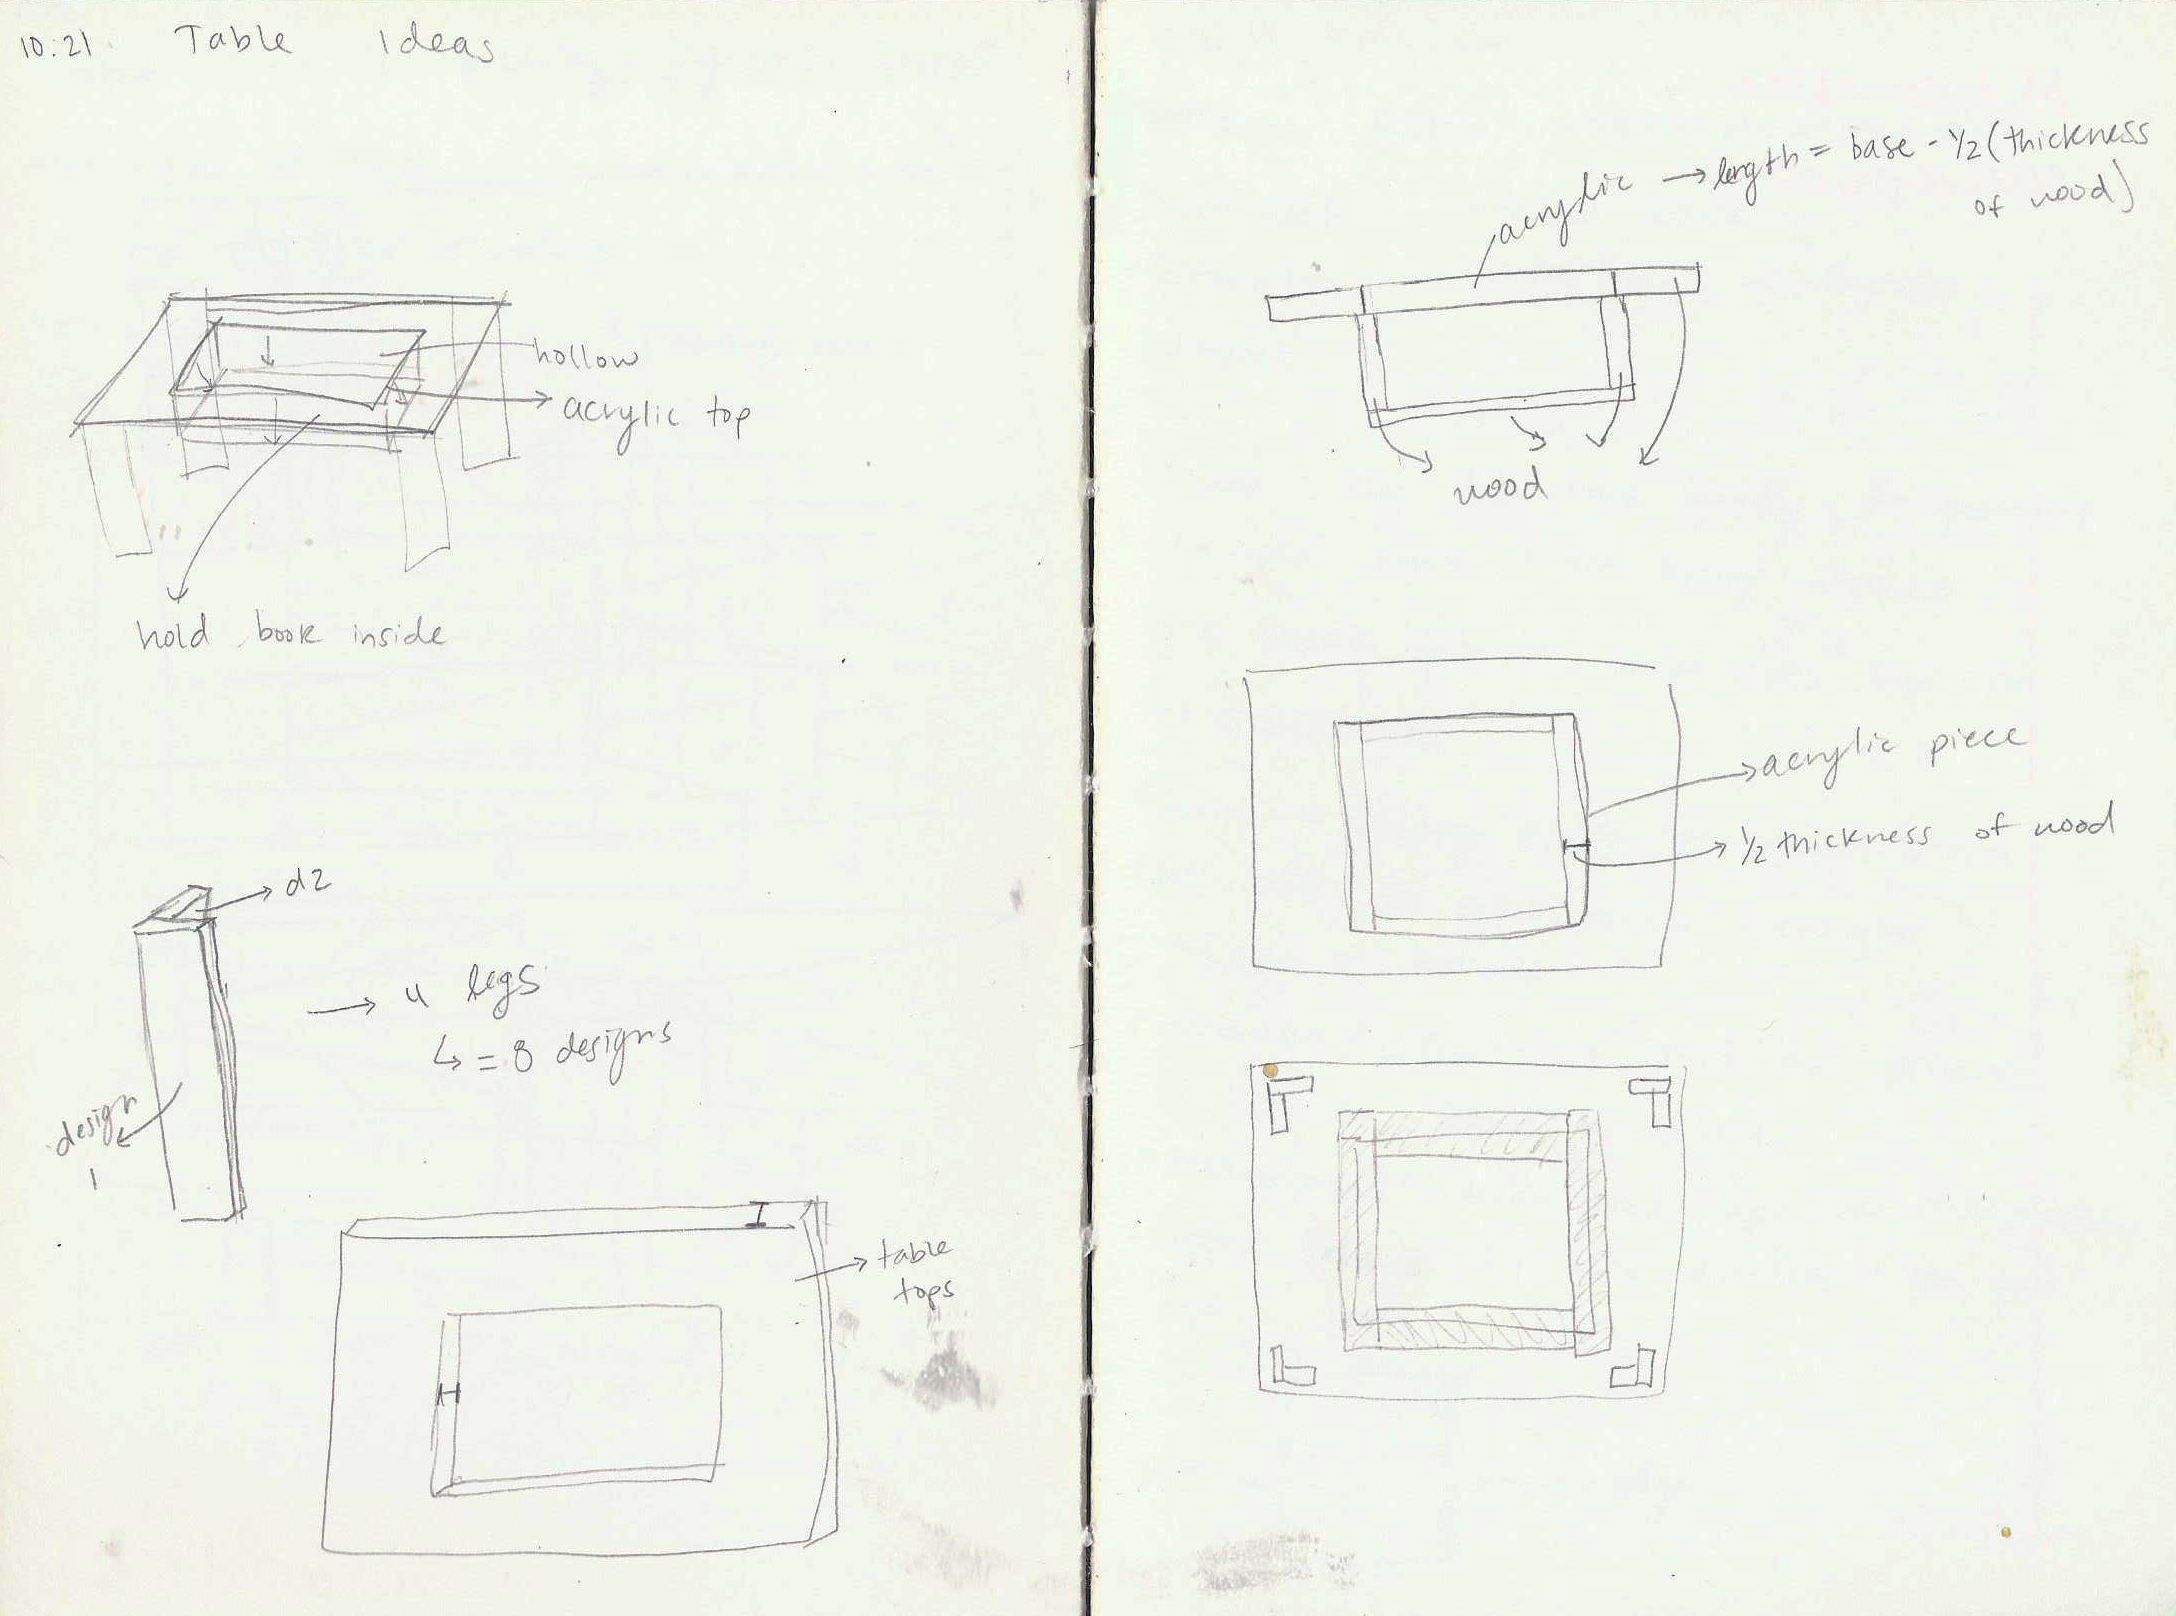 10:21 Table Ideas
hollow
acrylic top
hold book inside
d2
→ 4 legs
↳ = 8 designs
design
1
table
tops
acrylic → length = base - 1/2 (thickness
of wood)
wood
acrylic piece
1/2 thickness of wood